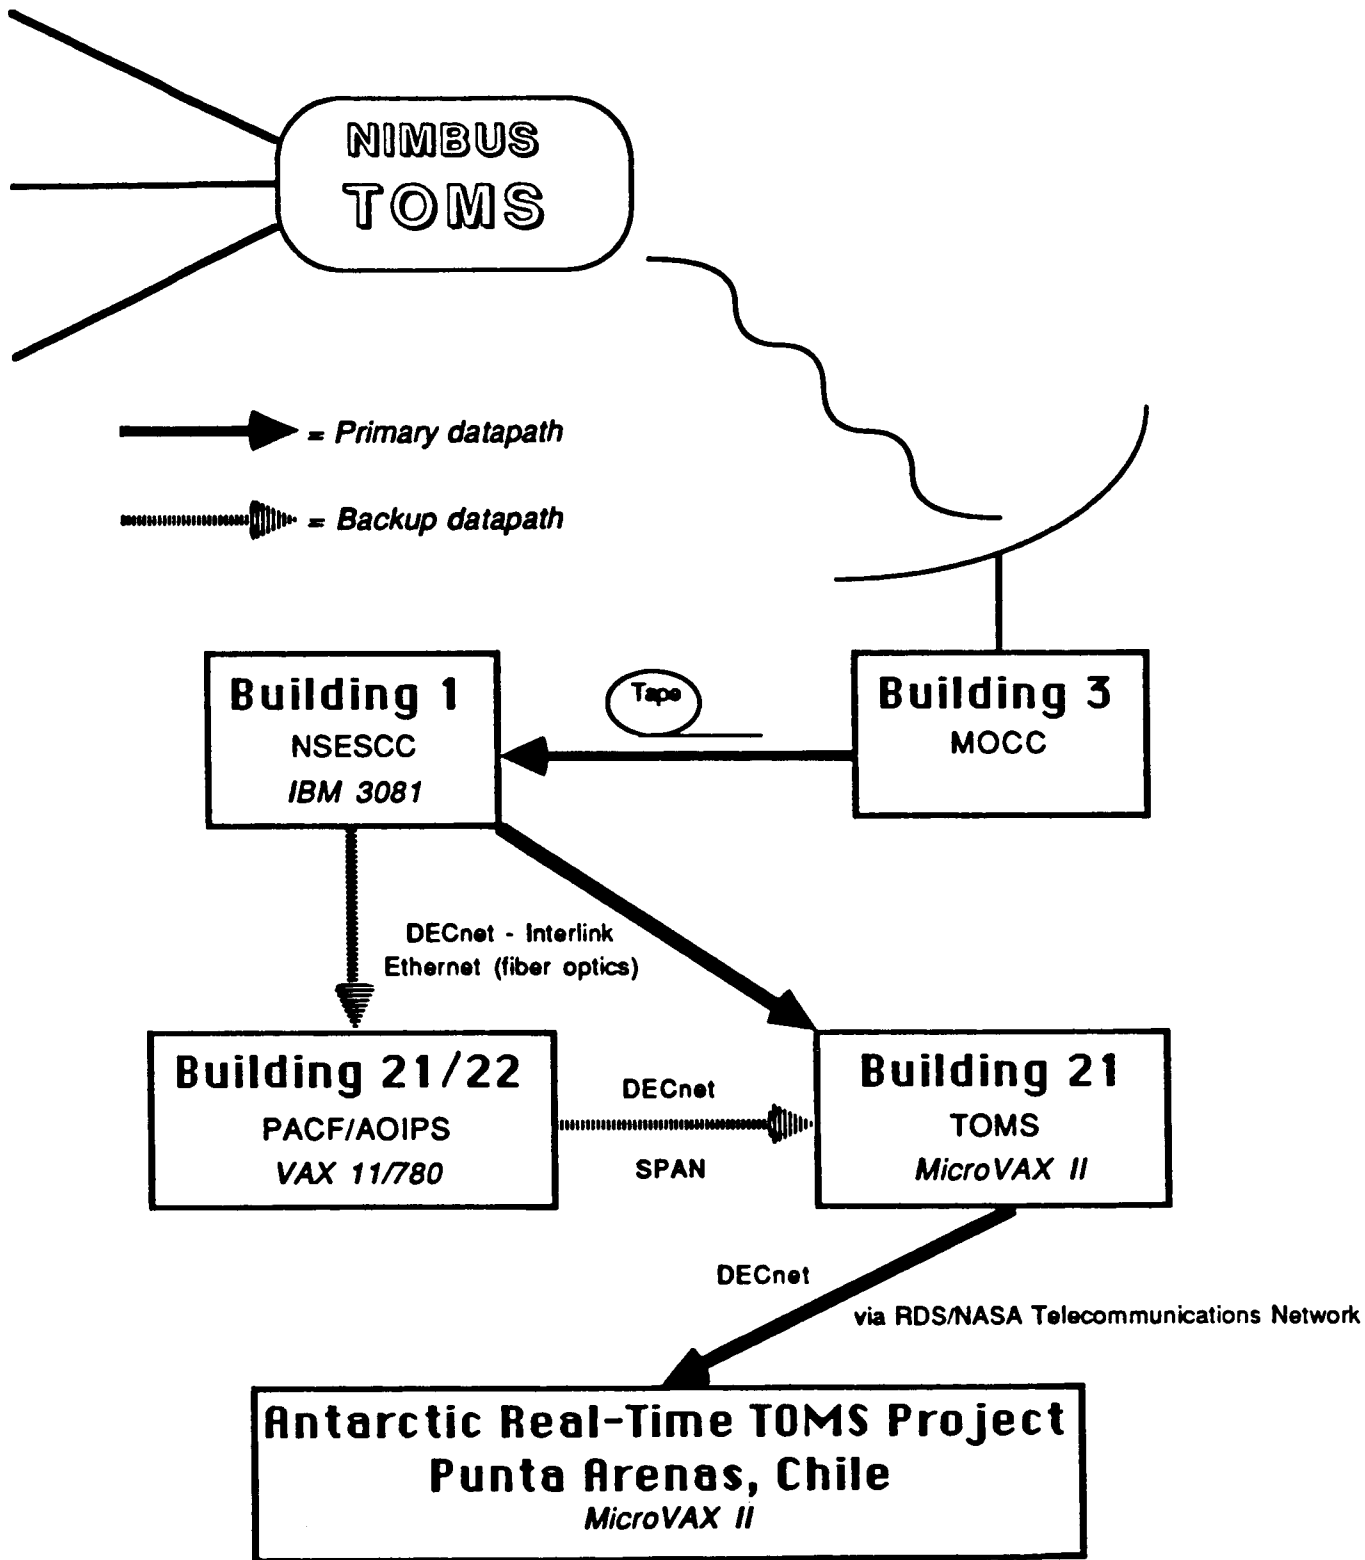 NIMBUS
TOMS
= Primary datapath
= Backup datapath
Building 1
NSESCC
IBM 3081
Tape
Building 3
MOCC
DECnet - Interlink
Ethernet (fiber optics)
Building 21/22
PACF/AOIPS
VAX 11/780
DECnet
SPAN
Building 21
TOMS
MicroVAX II
DECnet
via RDS/NASA Telecommunications Network
Antarctic Real-Time TOMS Project
Punta Arenas, Chile
MicroVAX II